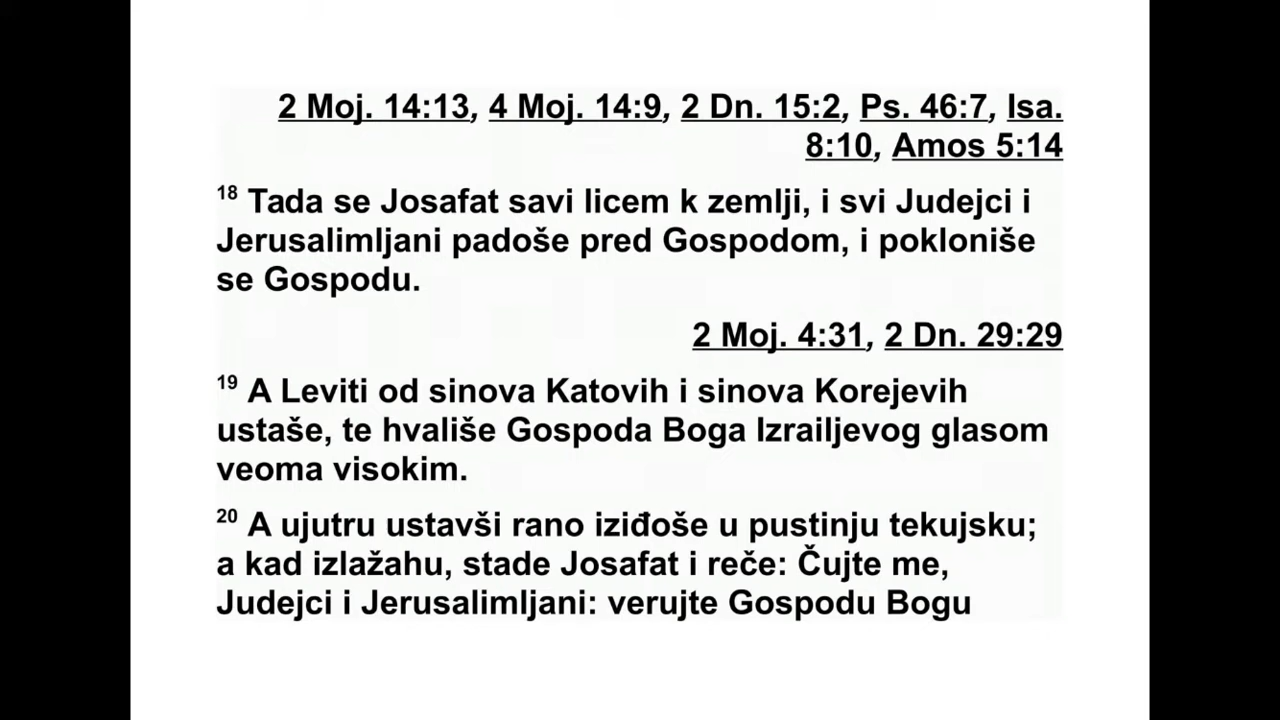 2 Moj. 14:13, 4 Moj. 14:9, 2 Dn. 15:2, Ps. 46:7, Isa.
8:10, Amos 5:14
18 Tada se Josafat savi licem k zemlji, i svi Judejci i
Jerusalimljani padoše pred Gospodom, i pokloniše
se Gospodu.
2 Moj. 4:31, 2 Dn. 29:29
19 A Leviti od sinova Katovih i sinova Korejevih
ustaše, te hvališe Gospoda Boga Izrailjevog glasom
veoma visokim.
20 A ujutru ustavši rano iziđoše u pustinju tekujsku;
a kad izlažahu, stade Josafat i reče: Čujte me,
Judejci i Jerusalimljani: verujte Gospodu Bogu